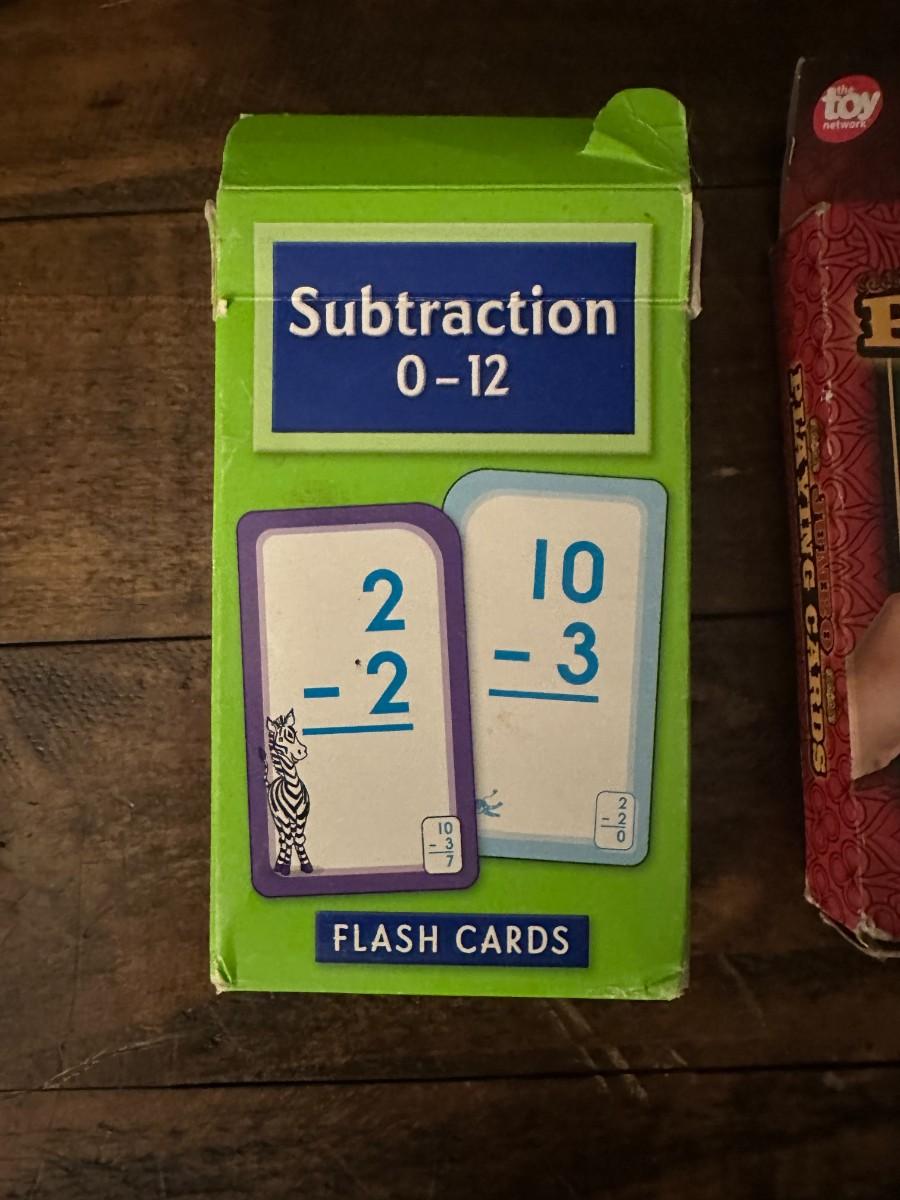 Subtraction
0-12
2
- 2
10
- 3
7
10
- 3
2
- 2
0
FLASH CARDS
the
toy
network
PLAYING CARDS